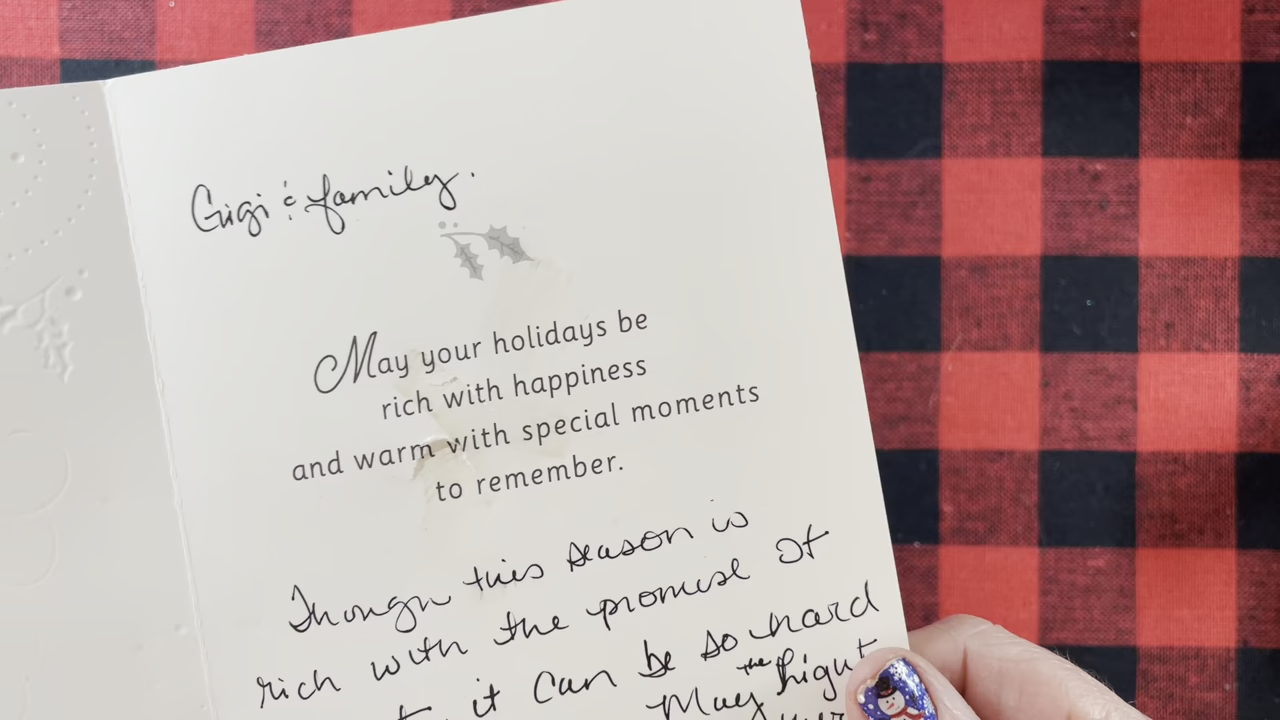 Gigi & family.
May your holidays be
rich with happiness
and warm with special moments
to remember.
Though this season is
rich with the promise of
it can be so hard
May the light